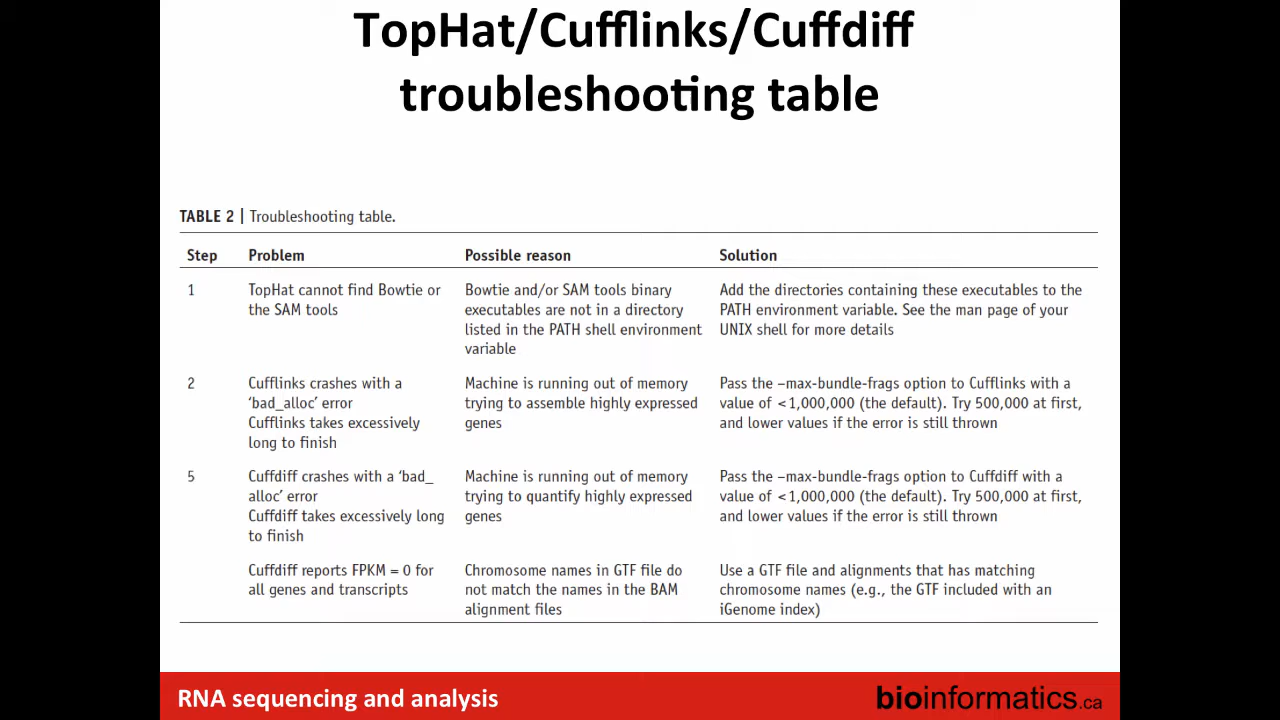 TopHat/Cufflinks/Cuffdiff
troubleshooting table
TABLE 2 | Troubleshooting table.
Step Problem Possible reason Solution
1 TopHat cannot find Bowtie or Bowtie and/or SAM tools binary Add the directories containing these executables to the
the SAM tools executables are not in a directory PATH environment variable. See the man page of your
listed in the PATH shell environment UNIX shell for more details
variable
2 Cufflinks crashes with a Machine is running out of memory Pass the –max-bundle-frags option to Cufflinks with a
'bad_alloc' error trying to assemble highly expressed value of <1,000,000 (the default). Try 500,000 at first,
Cufflinks takes excessively genes and lower values if the error is still thrown
long to finish
5 Cuffdiff crashes with a 'bad_ Machine is running out of memory Pass the –max-bundle-frags option to Cuffdiff with a
alloc' error trying to quantify highly expressed value of <1,000,000 (the default). Try 500,000 at first,
Cuffdiff takes excessively long genes and lower values if the error is still thrown
to finish
Cuffdiff reports FPKM = 0 for Chromosome names in GTF file do Use a GTF file and alignments that has matching
all genes and transcripts not match the names in the BAM chromosome names (e.g., the GTF included with an
alignment files iGenome index)
RNA sequencing and analysis bioinformatics.ca